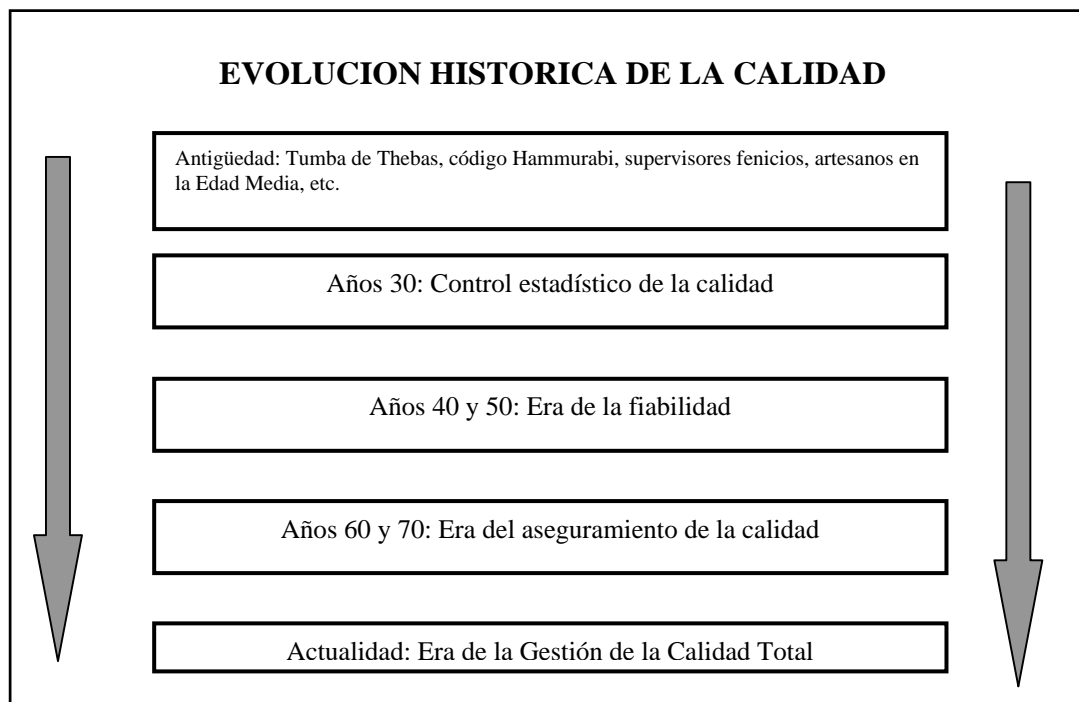 EVOLUCION HISTORICA DE LA CALIDAD
Antigüedad: Tumba de Thebas, código Hammurabi, supervisores fenicios, artesanos en
la Edad Media, etc.
Años 30: Control estadístico de la calidad
Años 40 y 50: Era de la fiabilidad
Años 60 y 70: Era del aseguramiento de la calidad
Actualidad: Era de la Gestión de la Calidad Total